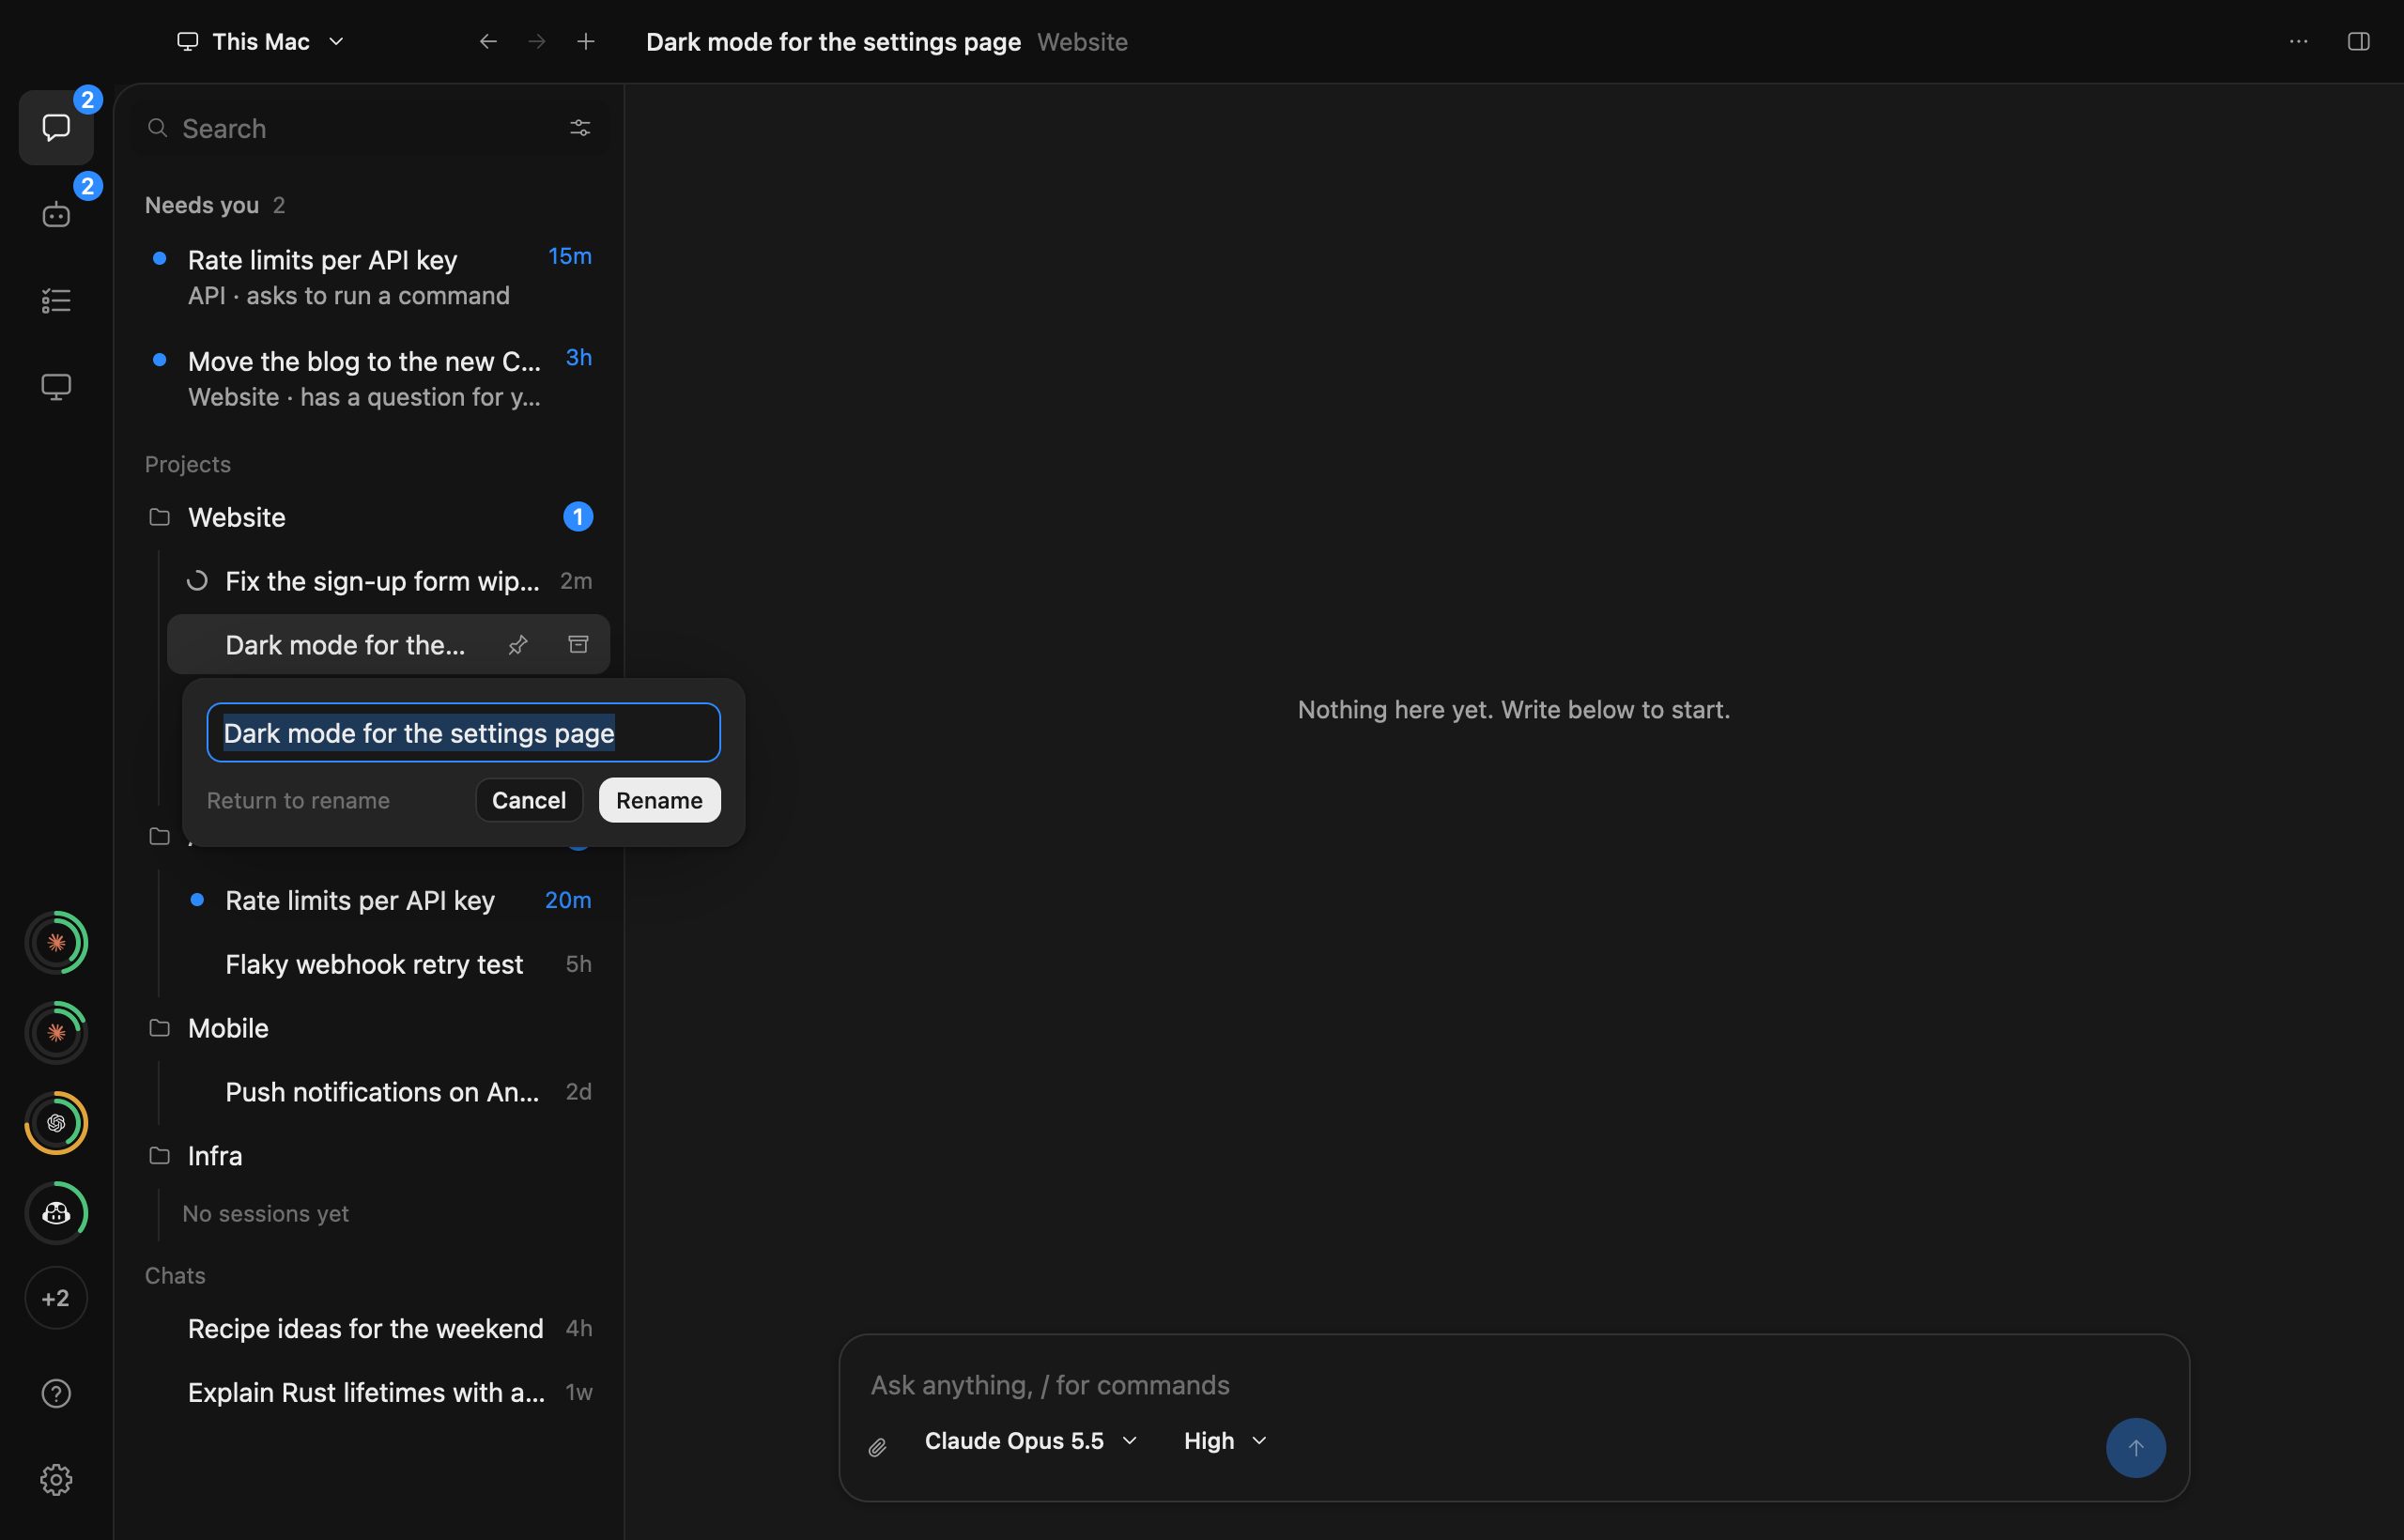 This Mac
Dark mode for the settings page Website
2
Search
2
Needs you 2
Rate limits per API key 15m
API · asks to run a command
Move the blog to the new C... 3h
Website · has a question for y...
Projects
Website 1
Fix the sign-up form wip... 2m
Dark mode for the...
Dark mode for the settings page
Return to rename Cancel Rename
Nothing here yet. Write below to start.
Rate limits per API key 20m
Flaky webhook retry test 5h
Mobile
Push notifications on An... 2d
Infra
No sessions yet
Chats
+2
Recipe ideas for the weekend 4h
Explain Rust lifetimes with a... 1w
Ask anything, / for commands
Claude Opus 5.5 High